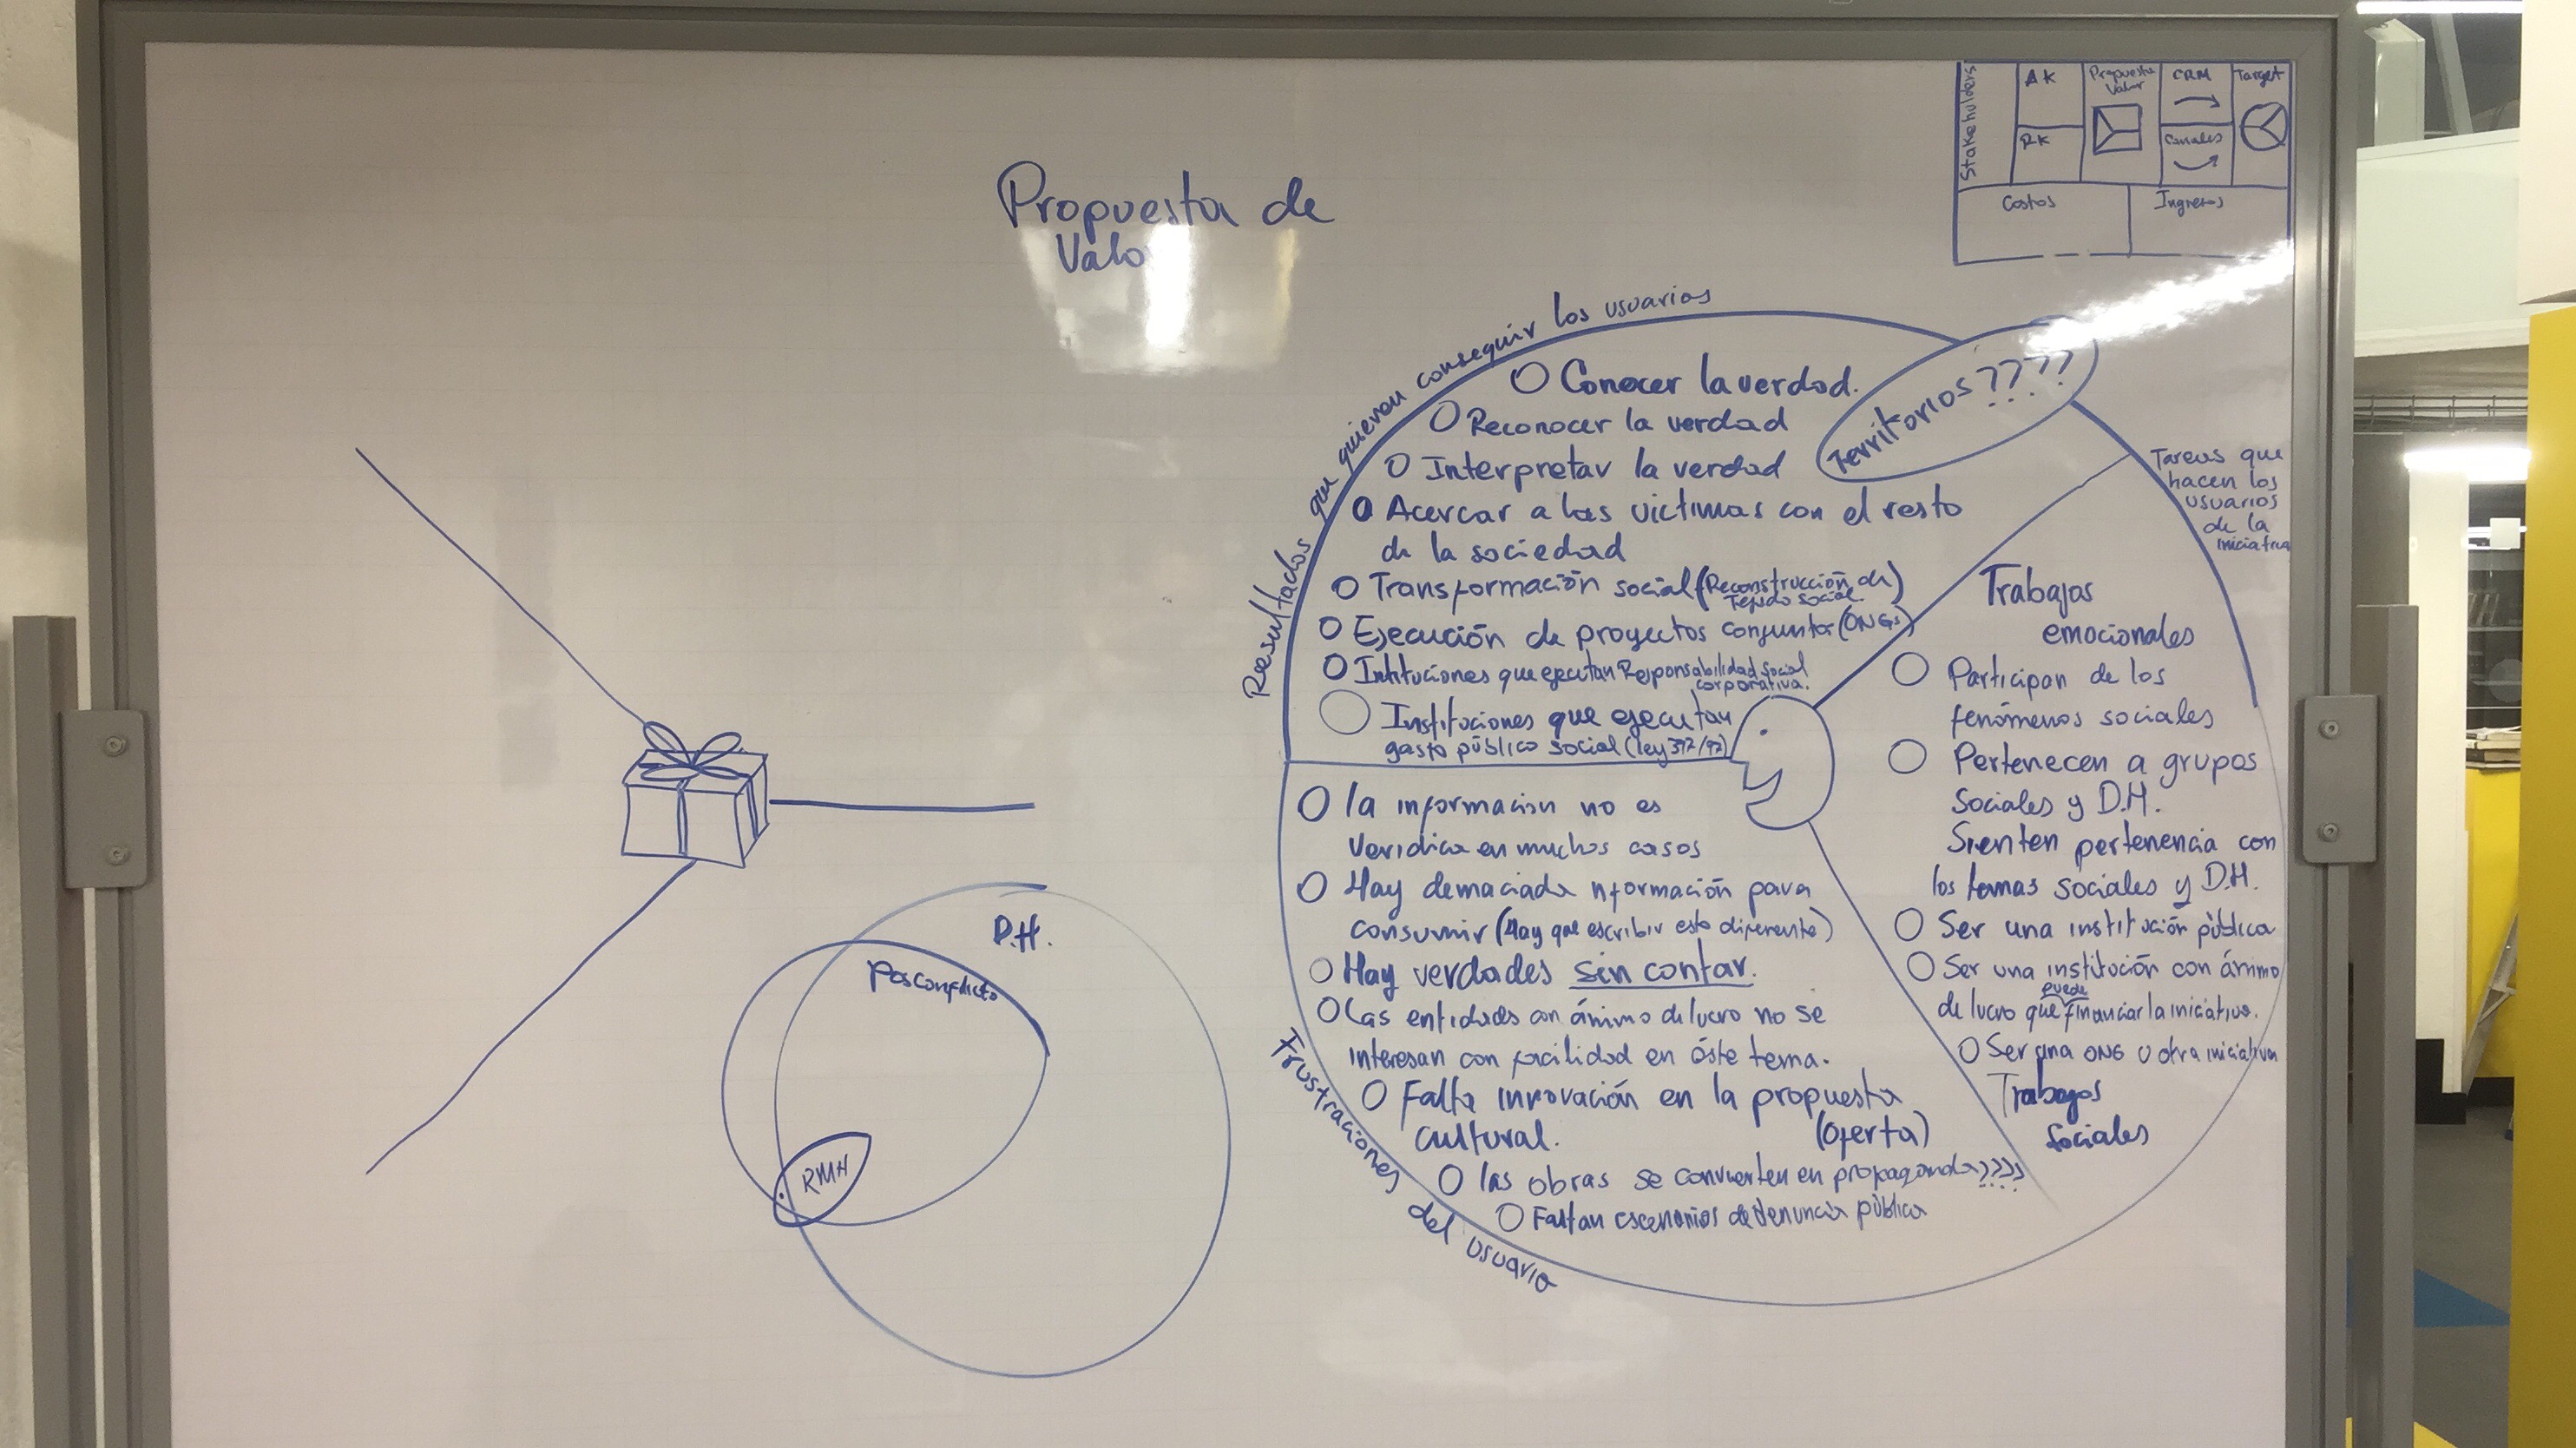 Propuesta de
Valo
Stakeholders
AK
RK
Propuesta
Valor
CRM
Canales
Target
Costos
Ingresos
Resultados que quieren conseguir los usuarios
Territorios????
O Conocer la verdad.
O Reconocer la verdad
O Interpretar la verdad
O Acercar a las victimas con el resto
de la sociedad
O Transformación social (Reconstrucción de
Tejido social)
O Ejecución de proyectos conjuntos (ONGs)
O Intituciones que ejecutan Responsabilidad social
corporativa.
O Instituciones que ejecutan
gasto público social (ley 397/97)
Tareas que
hacen los
usuarios
de la
iniciativa
Trabajos
emocionales
O Participan de los
fenómenos sociales
O Pertenecen a grupos
Sociales y D.H.
Sienten pertenencia con
los temas sociales y D.H.
O Ser una institución pública
O Ser una institución con ánimo
de lucro que puede financiar la iniciativa.
O Ser una ONG u otra iniciativa
Trabajos
Sociales
O la informacion no es
veridica en muchos casos
O Hay demaciada nformación para
consumir (Hay que escribir esto diferente)
O Hay verdades sin contar.
O Las entidades con ánimo de lucro no se
interesan con facilidad en éste tema.
O Falta innovación en la propuesta
cultural. (oferta)
O las obras se convierten en propaganda????
O Faltan escenarios de denuncia pública
Frustraciones del usuario
D.H.
Posconflicto
RMH